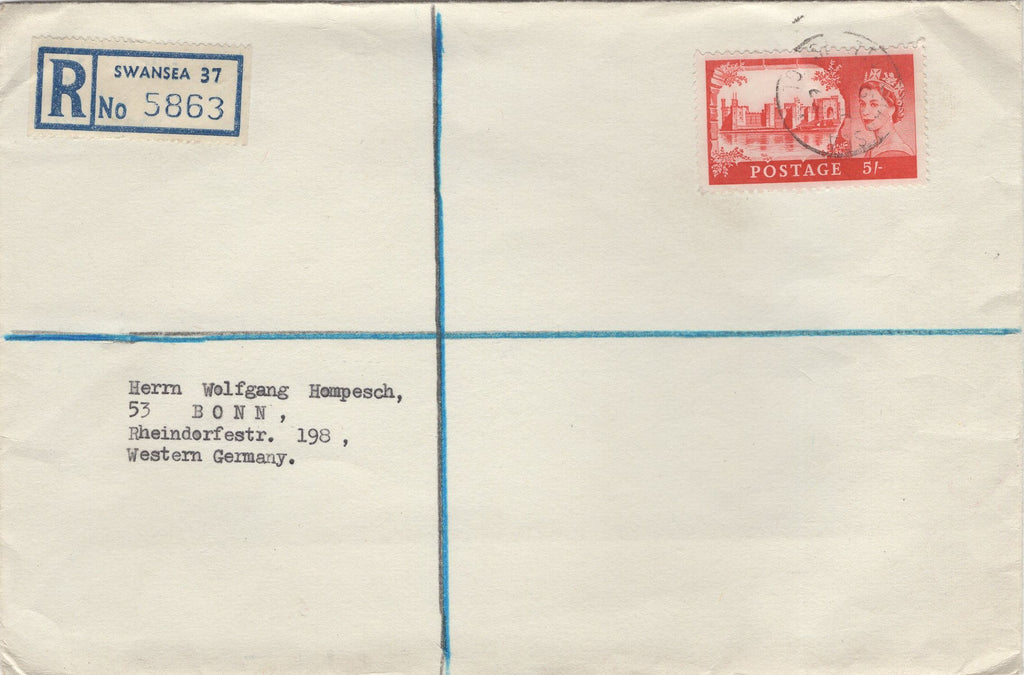 R
SWANSEA 37
No 5863
POSTAGE 5/-
Herrn Wolfgang Hompesch,
53 BONN,
Rheindorfestr. 198,
Western Germany.